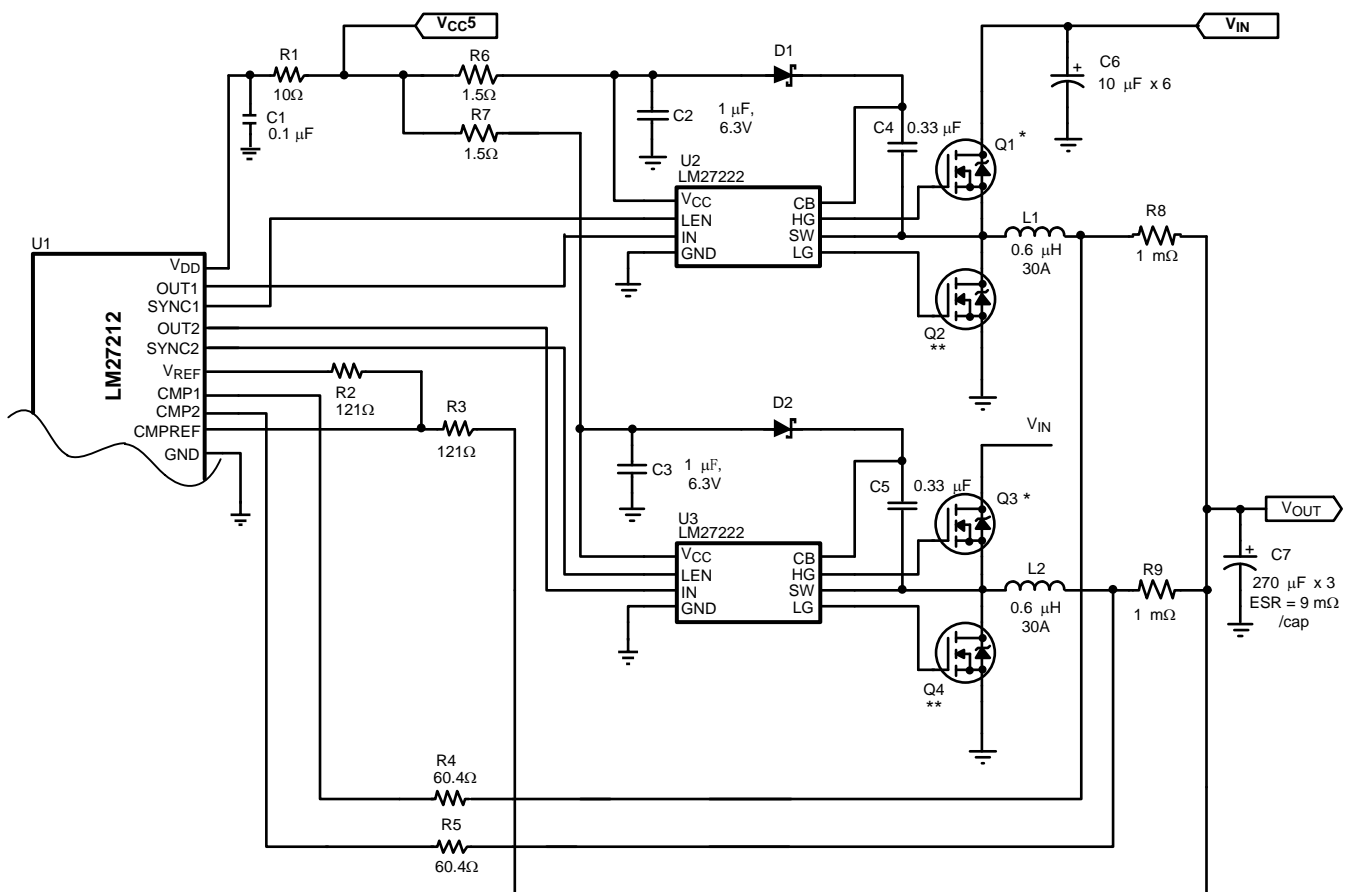 VCC5
VIN
R1
10Ω
C1
0.1 μF
R6
1.5Ω
R7
1.5Ω
C2
1 μF,
6.3V
D1
C4
0.33 μF
C6
10 μF x 6
Q1 *
U2
LM27222
VCC
LEN
IN
GND
CB
HG
SW
LG
L1
0.6 μH
30A
R8
1 mΩ
Q2
**
U1
LM27212
VDD
OUT1
SYNC1
OUT2
SYNC2
VREF
CMP1
CMP2
CMPREF
GND
R2
121Ω
R3
121Ω
D2
C3
1 μF,
6.3V
C5
0.33 μF
VIN
Q3 *
U3
LM27222
VCC
LEN
IN
GND
CB
HG
SW
LG
L2
0.6 μH
30A
R9
1 mΩ
Q4
**
VOUT
C7
270 μF x 3
ESR = 9 mΩ
/cap
R4
60.4Ω
R5
60.4Ω